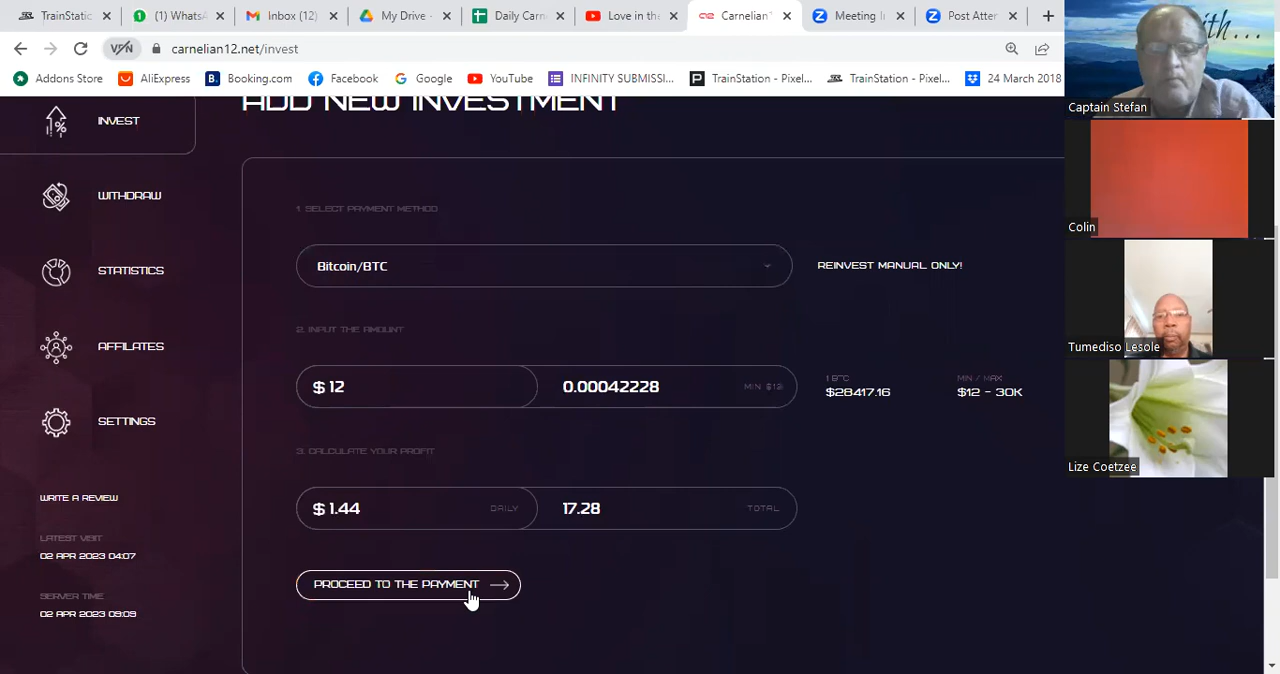 TrainStatic
(1) WhatsA
Inbox (12)
My Drive -
Daily Carn
Love in the
Carnelian1
Meeting I
Post Atter
carnelian12.net/invest
Addons Store
AliExpress
Booking.com
Facebook
Google
YouTube
INFINITY SUBMISSI...
TrainStation - Pixel...
TrainStation - Pixel...
24 March 2018
ith...
ADD NEW INVESTMENT
INVEST
WITHDRAW
STATISTICS
AFFILIATES
SETTINGS
WRITE A REVIEW
LATEST VISIT
02 APR 2023 04:07
SERVER TIME
02 APR 2023 09:09
1. SELECT PAYMENT METHOD
Bitcoin/BTC
REINVEST MANUAL ONLY!
2. INPUT THE AMOUNT
$ 12
0.00042228
MIN $12
1 BTC
$28417.16
MIN / MAX
$12 - 30K
3. CALCULATE YOUR PROFIT
$ 1.44
DAILY
17.28
TOTAL
PROCEED TO THE PAYMENT
Captain Stefan
Colin
Tumediso Lesole
Lize Coetzee